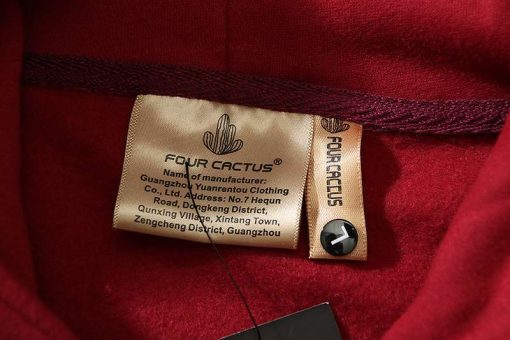 FOUR CACTUS®
Name of manufacturer:
Guangzhou Yuanrentou Clothing
Co., Ltd. Address: No.7 Hequn
Road, Dongkeng District,
Qunxing Village, Xintang Town,
Zengcheng District, Guangzhou
FOUR CACTUS
L